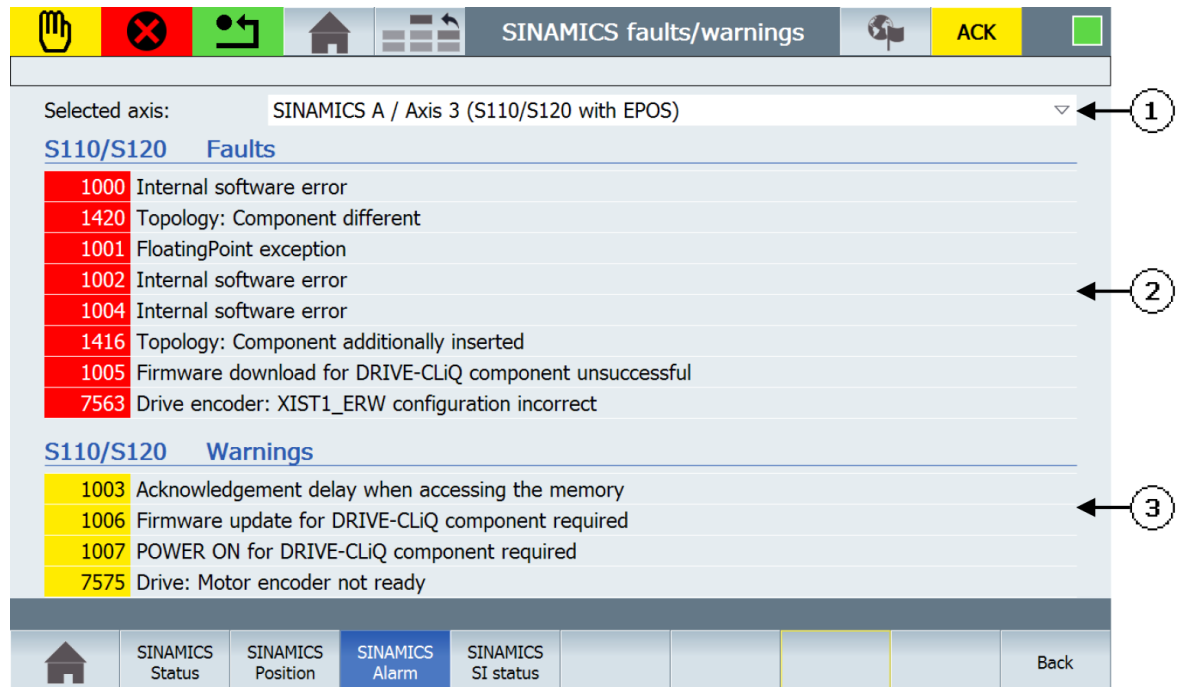 SINAMICS faults/warnings
ACK
Selected axis: SINAMICS A / Axis 3 (S110/S120 with EPOS)
1
S110/S120 Faults
1000 Internal software error
1420 Topology: Component different
1001 FloatingPoint exception
1002 Internal software error
2
1004 Internal software error
1416 Topology: Component additionally inserted
1005 Firmware download for DRIVE-CLiQ component unsuccessful
7563 Drive encoder: XIST1_ERW configuration incorrect
S110/S120 Warnings
1003 Acknowledgement delay when accessing the memory
3
1006 Firmware update for DRIVE-CLiQ component required
1007 POWER ON for DRIVE-CLiQ component required
7575 Drive: Motor encoder not ready
SINAMICS
Status
SINAMICS
Position
SINAMICS
Alarm
SINAMICS
SI status
Back